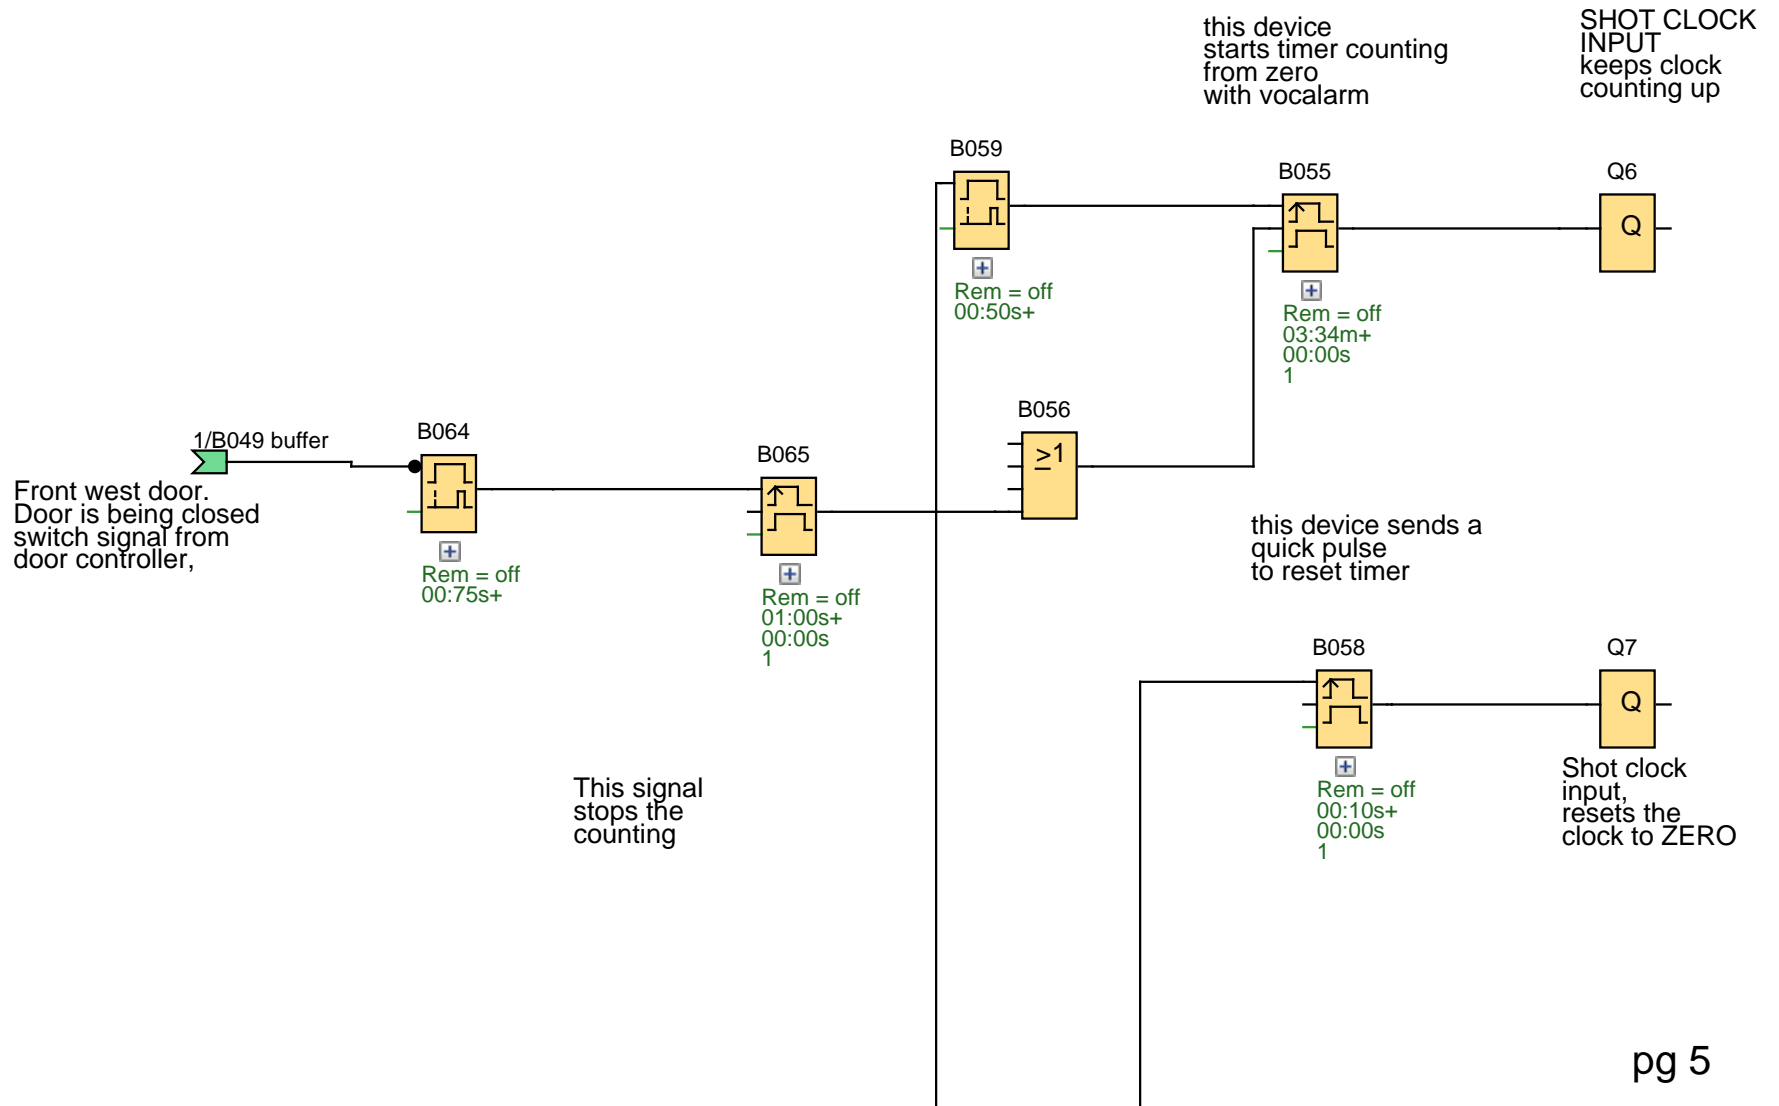 this device
starts timer counting
from zero
with vocalarm
SHOT CLOCK
INPUT
keeps clock
counting up
B059
Rem = off
00:50s+
B055
Rem = off
03:34m+
00:00s
1
Q6
Q
1/B049 buffer
Front west door.
Door is being closed
switch signal from
door controller,
B064
Rem = off
00:75s+
B065
Rem = off
01:00s+
00:00s
1
B056
≥1
this device sends a
quick pulse
to reset timer
B058
Rem = off
00:10s+
00:00s
1
Q7
Q
Shot clock
input,
resets the
clock to ZERO
This signal
stops the
counting
pg 5